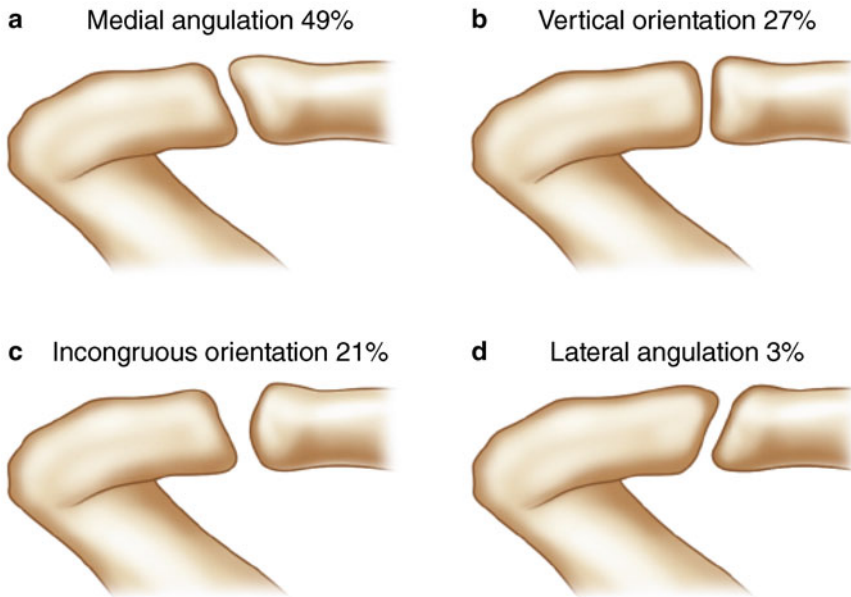 a Medial angulation 49%
b Vertical orientation 27%
c Incongruous orientation 21%
d Lateral angulation 3%